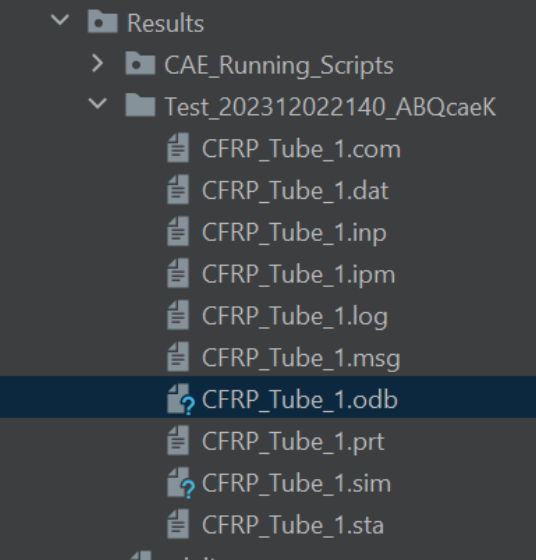 Results
CAE_Running_Scripts
Test_202312022140_ABQcaeK
CFRP_Tube_1.com
CFRP_Tube_1.dat
CFRP_Tube_1.inp
CFRP_Tube_1.ipm
CFRP_Tube_1.log
CFRP_Tube_1.msg
CFRP_Tube_1.odb
CFRP_Tube_1.prt
CFRP_Tube_1.sim
CFRP_Tube_1.sta